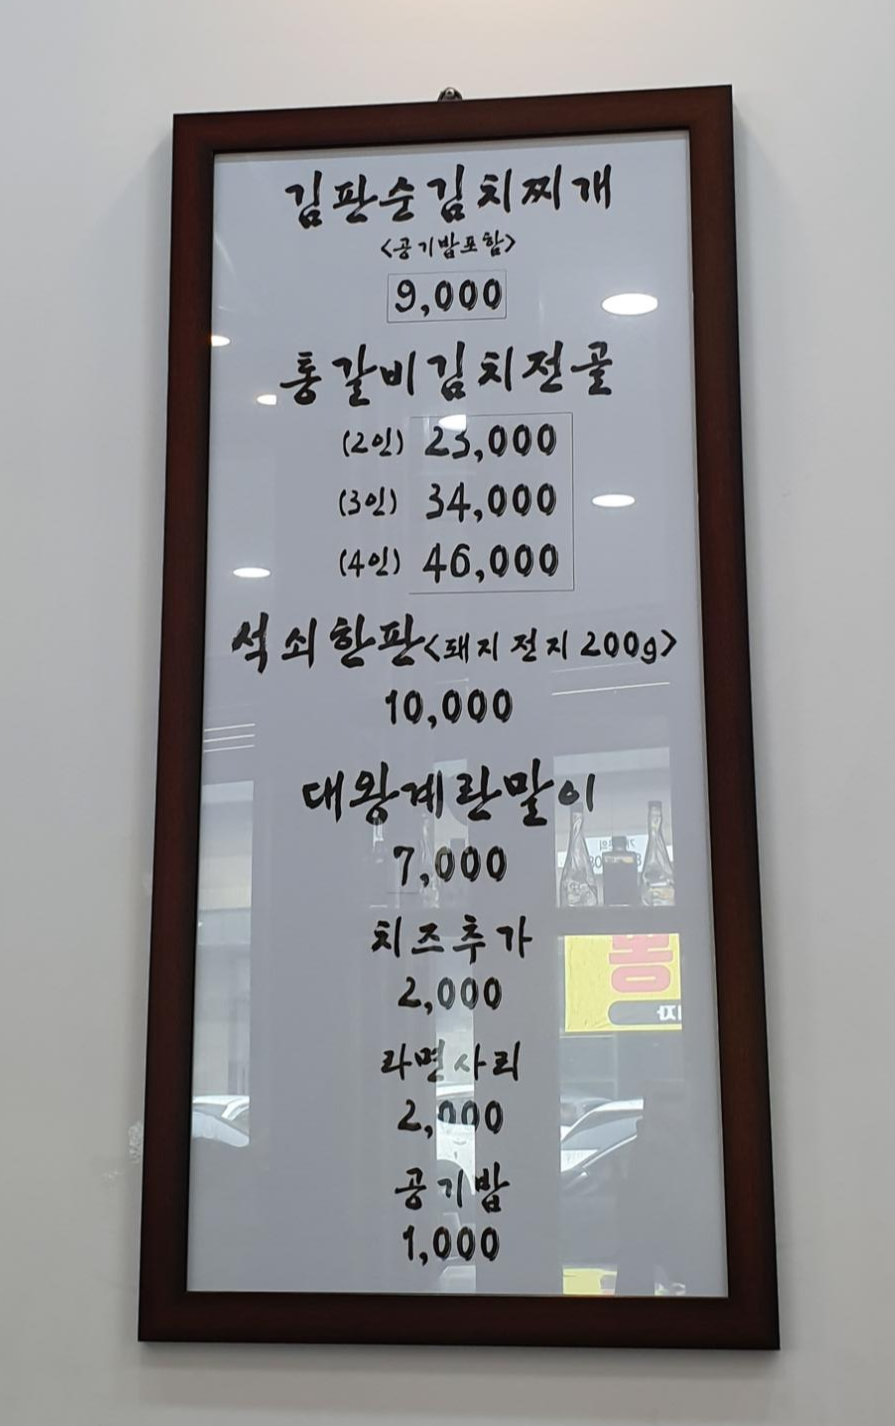 김판순김치찌개
<공기밥포함>
9,000
통갈비김치전골
(2인) 23,000
(3인) 34,000
(4인) 46,000
석쇠한판<돼지전지 200g>
10,000
대왕계란말이
7,000
치즈추가
2,000
라면사리
2,000
공기밥
1,000